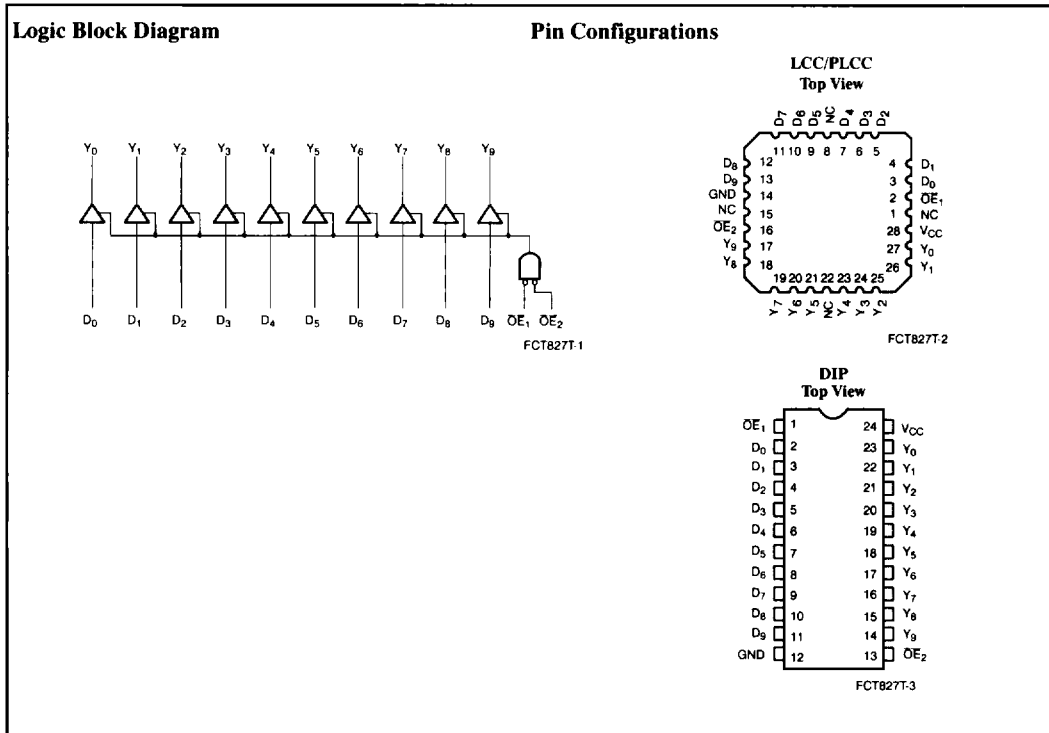 Logic Block Diagram
Y0 Y1 Y2 Y3 Y4 Y5 Y6 Y7 Y8 Y9
D0 D1 D2 D3 D4 D5 D6 D7 D8 D9 O̅E̅1 O̅E̅2
FCT827T-1
Pin Configurations
LCC/PLCC
Top View
D7 D6 D5 NC D4 D3 D2
11 10 9 8 7 6 5
D8 12 4 D1
D9 13 3 D0
GND 14 2 O̅E̅1
NC 15 1 NC
O̅E̅2 16 28 VCC
Y9 17 27 Y0
Y8 18 26 Y1
19 20 21 22 23 24 25
Y7 Y6 Y5 NC Y4 Y3 Y2
FCT827T-2
DIP
Top View
O̅E̅1 1 24 VCC
D0 2 23 Y0
D1 3 22 Y1
D2 4 21 Y2
D3 5 20 Y3
D4 6 19 Y4
D5 7 18 Y5
D6 8 17 Y6
D7 9 16 Y7
D8 10 15 Y8
D9 11 14 Y9
GND 12 13 O̅E̅2
FCT827T-3